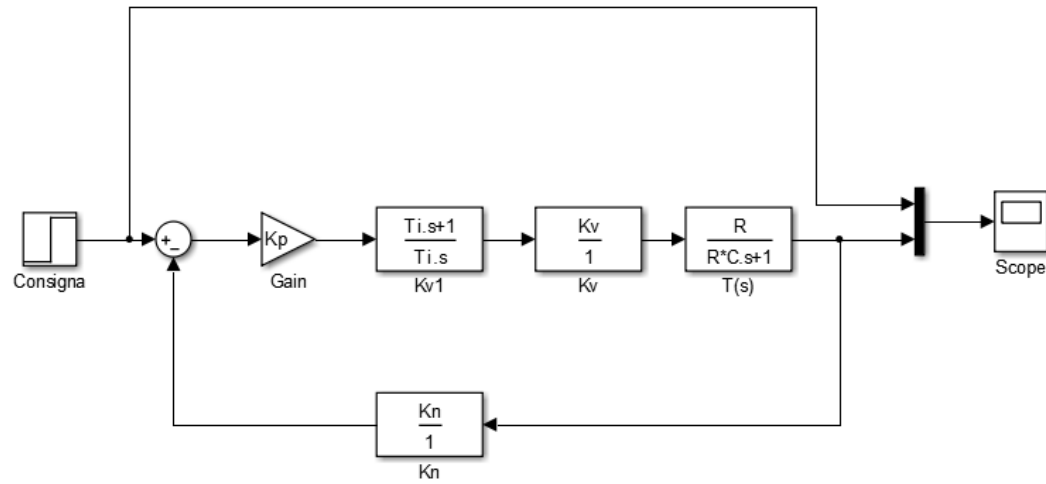 Consigna
+
−
Kp
Gain
Ti.s+1
Ti.s
Kv1
Kv
1
Kv
R
R*C.s+1
T(s)
Scope
Kn
1
Kn